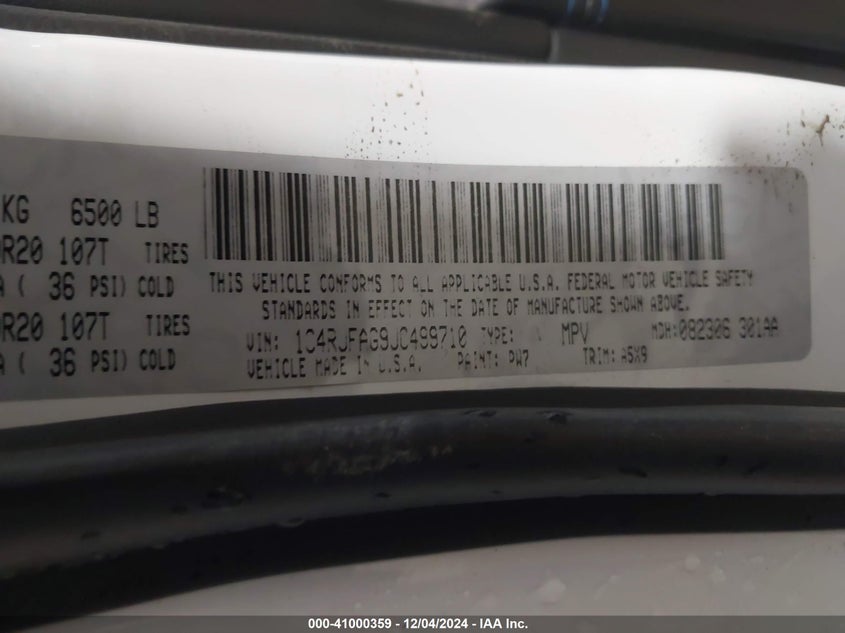 KG 6500 LB
R20 107T TIRES
A ( 36 PSI) COLD
R20 107T TIRES
A ( 36 PSI) COLD
THIS VEHICLE CONFORMS TO ALL APPLICABLE U.S.A. FEDERAL MOTOR VEHICLE SAFETY
STANDARDS IN EFFECT ON THE DATE OF MANUFACTURE SHOWN ABOVE.
VIN: 1C4RJFAG9JC499710 TYPE: MPV MDH:082306 301AA
VEHICLE MADE IN U.S.A. PAINT: PW7 TRIM: A5X9
000-41000359 - 12/04/2024 - IAA Inc.